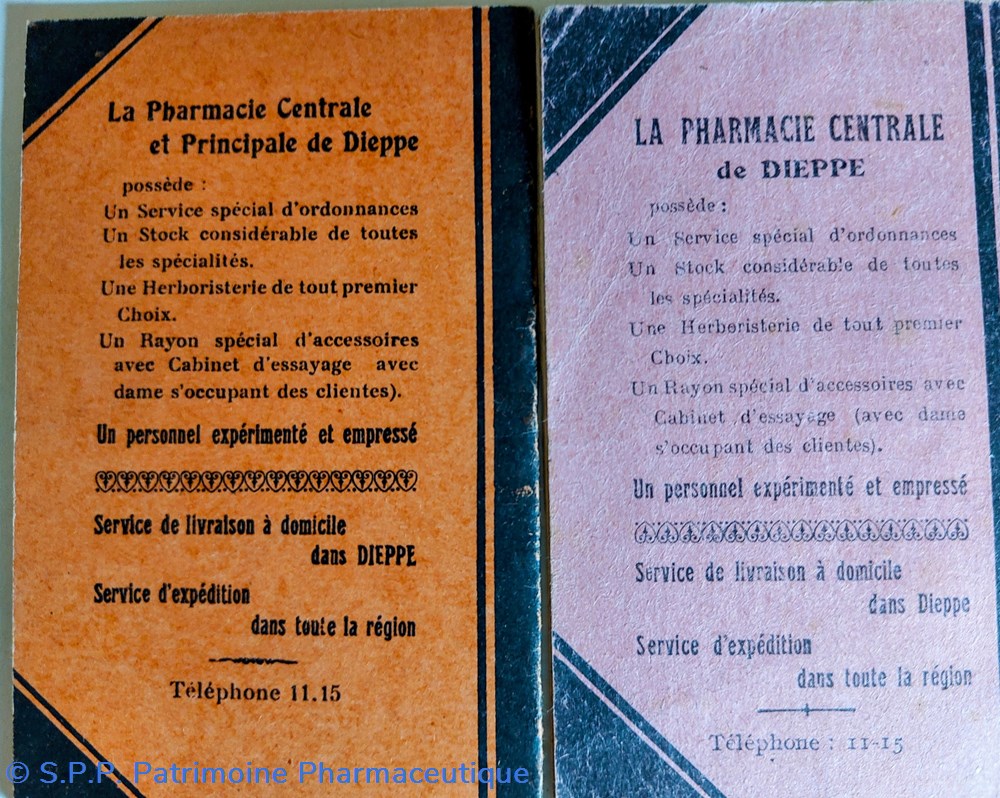 La Pharmacie Centrale
et Principale de Dieppe
possède :
Un Service spécial d'ordonnances
Un Stock considérable de toutes
les spécialités.
Une Herboristerie de tout premier
Choix.
Un Rayon spécial d'accessoires
avec Cabinet d'essayage avec
dame s'occupant des clientes).
Un personnel expérimenté et empressé
Service de livraison à domicile
dans DIEPPE
Service d'expédition
dans toute la région
Téléphone 11.15
LA PHARMACIE CENTRALE
de DIEPPE
possède :
Un Service spécial d'ordonnances
Un Stock considérable de toutes
les spécialités.
Une Herboristerie de tout premier
Choix.
Un Rayon spécial d'accessoires avec
Cabinet d'essayage (avec dame
s'occupant des clientes).
Un personnel expérimenté et empressé
Service de livraison à domicile
dans Dieppe
Service d'expédition
dans toute la région
Téléphone : 11-15
© S.P.P. Patrimoine Pharmaceutique